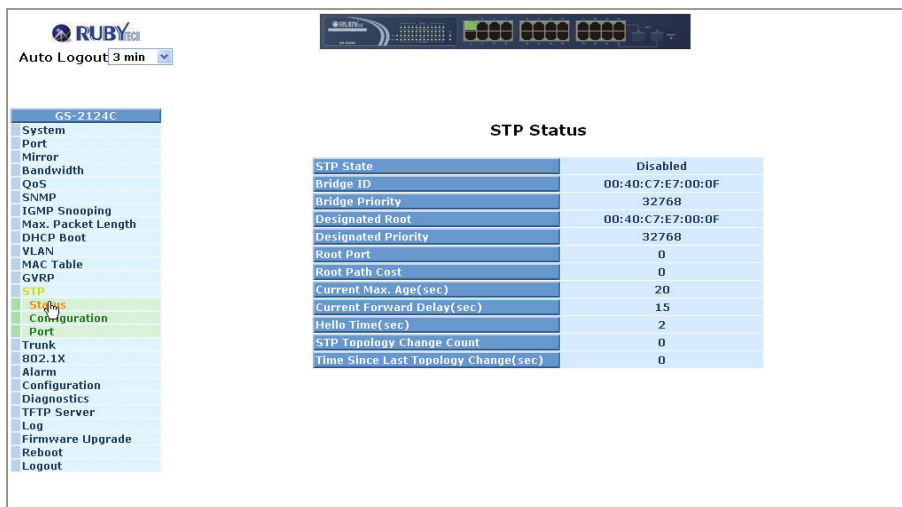 RUBYTECH
RUBYTECH
Auto Logout 3 min
GS-2124C
System
Port
Mirror
Bandwidth
QoS
SNMP
IGMP Snooping
Max. Packet Length
DHCP Boot
VLAN
MAC Table
GVRP
STP
Status
Configuration
Port
Trunk
802.1X
Alarm
Configuration
Diagnostics
TFTP Server
Log
Firmware Upgrade
Reboot
Logout
STP Status
STP State Disabled
Bridge ID 00:40:C7:E7:00:0F
Bridge Priority 32768
Designated Root 00:40:C7:E7:00:0F
Designated Priority 32768
Root Port 0
Root Path Cost 0
Current Max. Age(sec) 20
Current Forward Delay(sec) 15
Hello Time(sec) 2
STP Topology Change Count 0
Time Since Last Topology Change(sec) 0